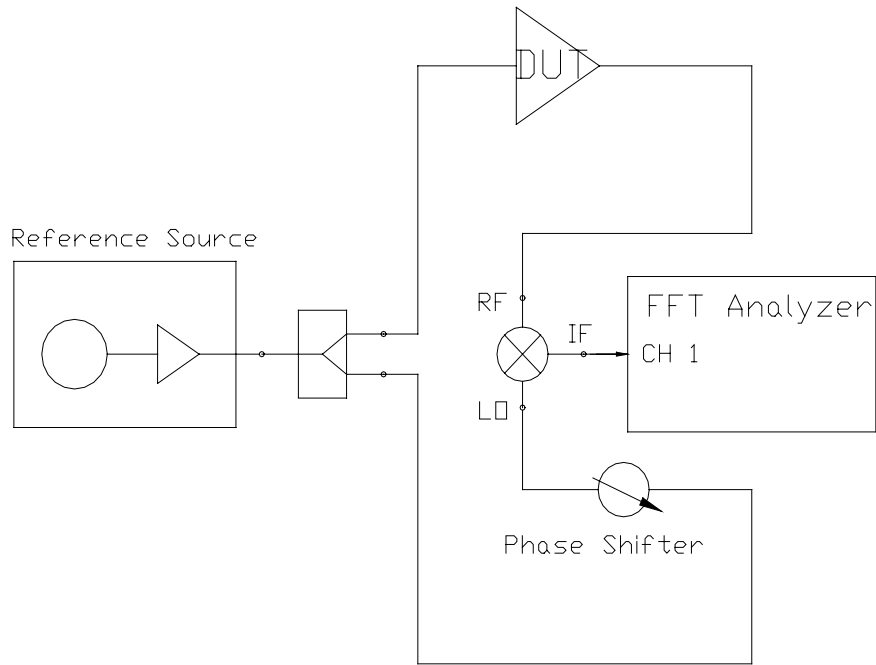 DUT
Reference Source
RF
FFT Analyzer
IF
CH 1
LO
Phase Shifter